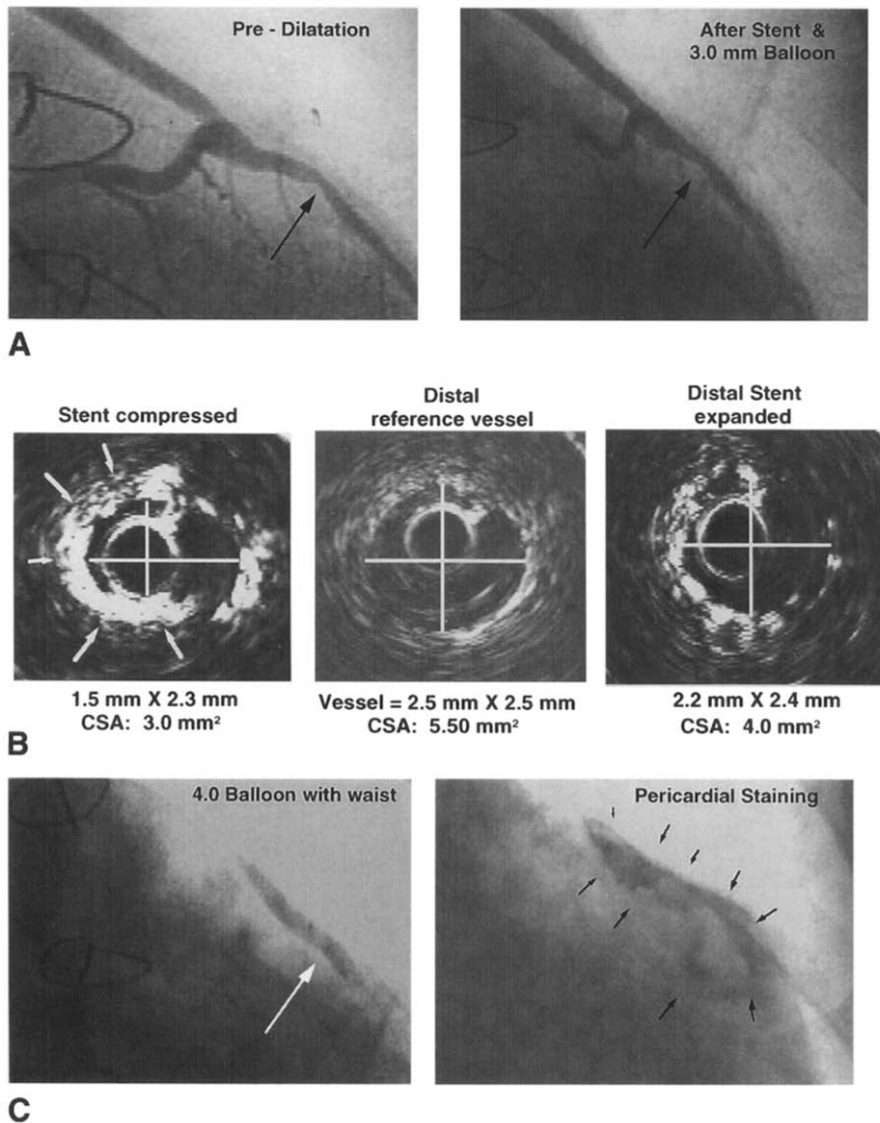 Pre - Dilatation
After Stent &
3.0 mm Balloon
A
Stent compressed
Distal
reference vessel
Distal Stent
expanded
1.5 mm X 2.3 mm
CSA: 3.0 mm²
Vessel = 2.5 mm X 2.5 mm
CSA: 5.50 mm²
2.2 mm X 2.4 mm
CSA: 4.0 mm²
B
4.0 Balloon with waist
Pericardial Staining
C